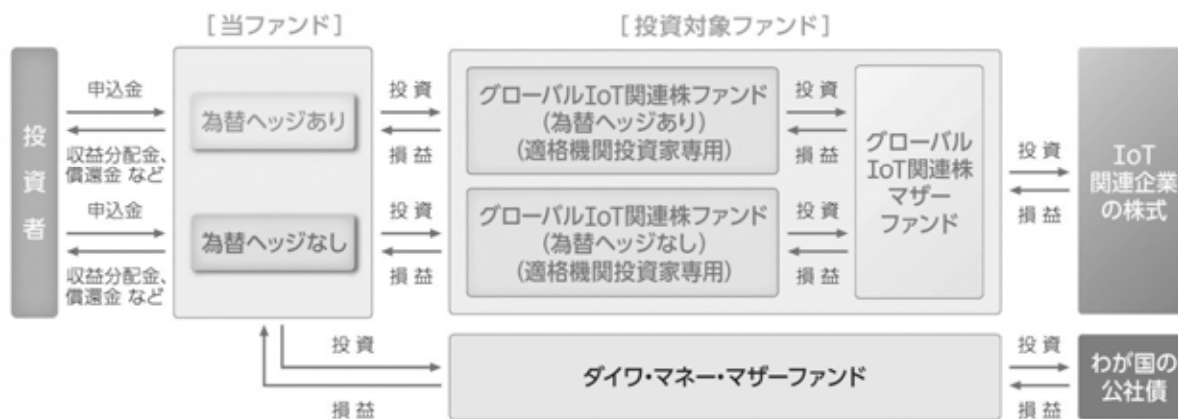 [当ファンド]
[投資対象ファンド]
投資者
申込金
収益分配金、
償還金 など
申込金
収益分配金、
償還金 など
為替ヘッジあり
為替ヘッジなし
投資
損益
投資
損益
グローバルIoT関連株ファンド
(為替ヘッジあり)
(適格機関投資家専用)
グローバルIoT関連株ファンド
(為替ヘッジなし)
(適格機関投資家専用)
投資
損益
投資
損益
グローバル
IoT関連株
マザー
ファンド
投資
損益
IoT
関連企業
の株式
投資
損益
ダイワ・マネー・マザーファンド
投資
損益
わが国の
公社債